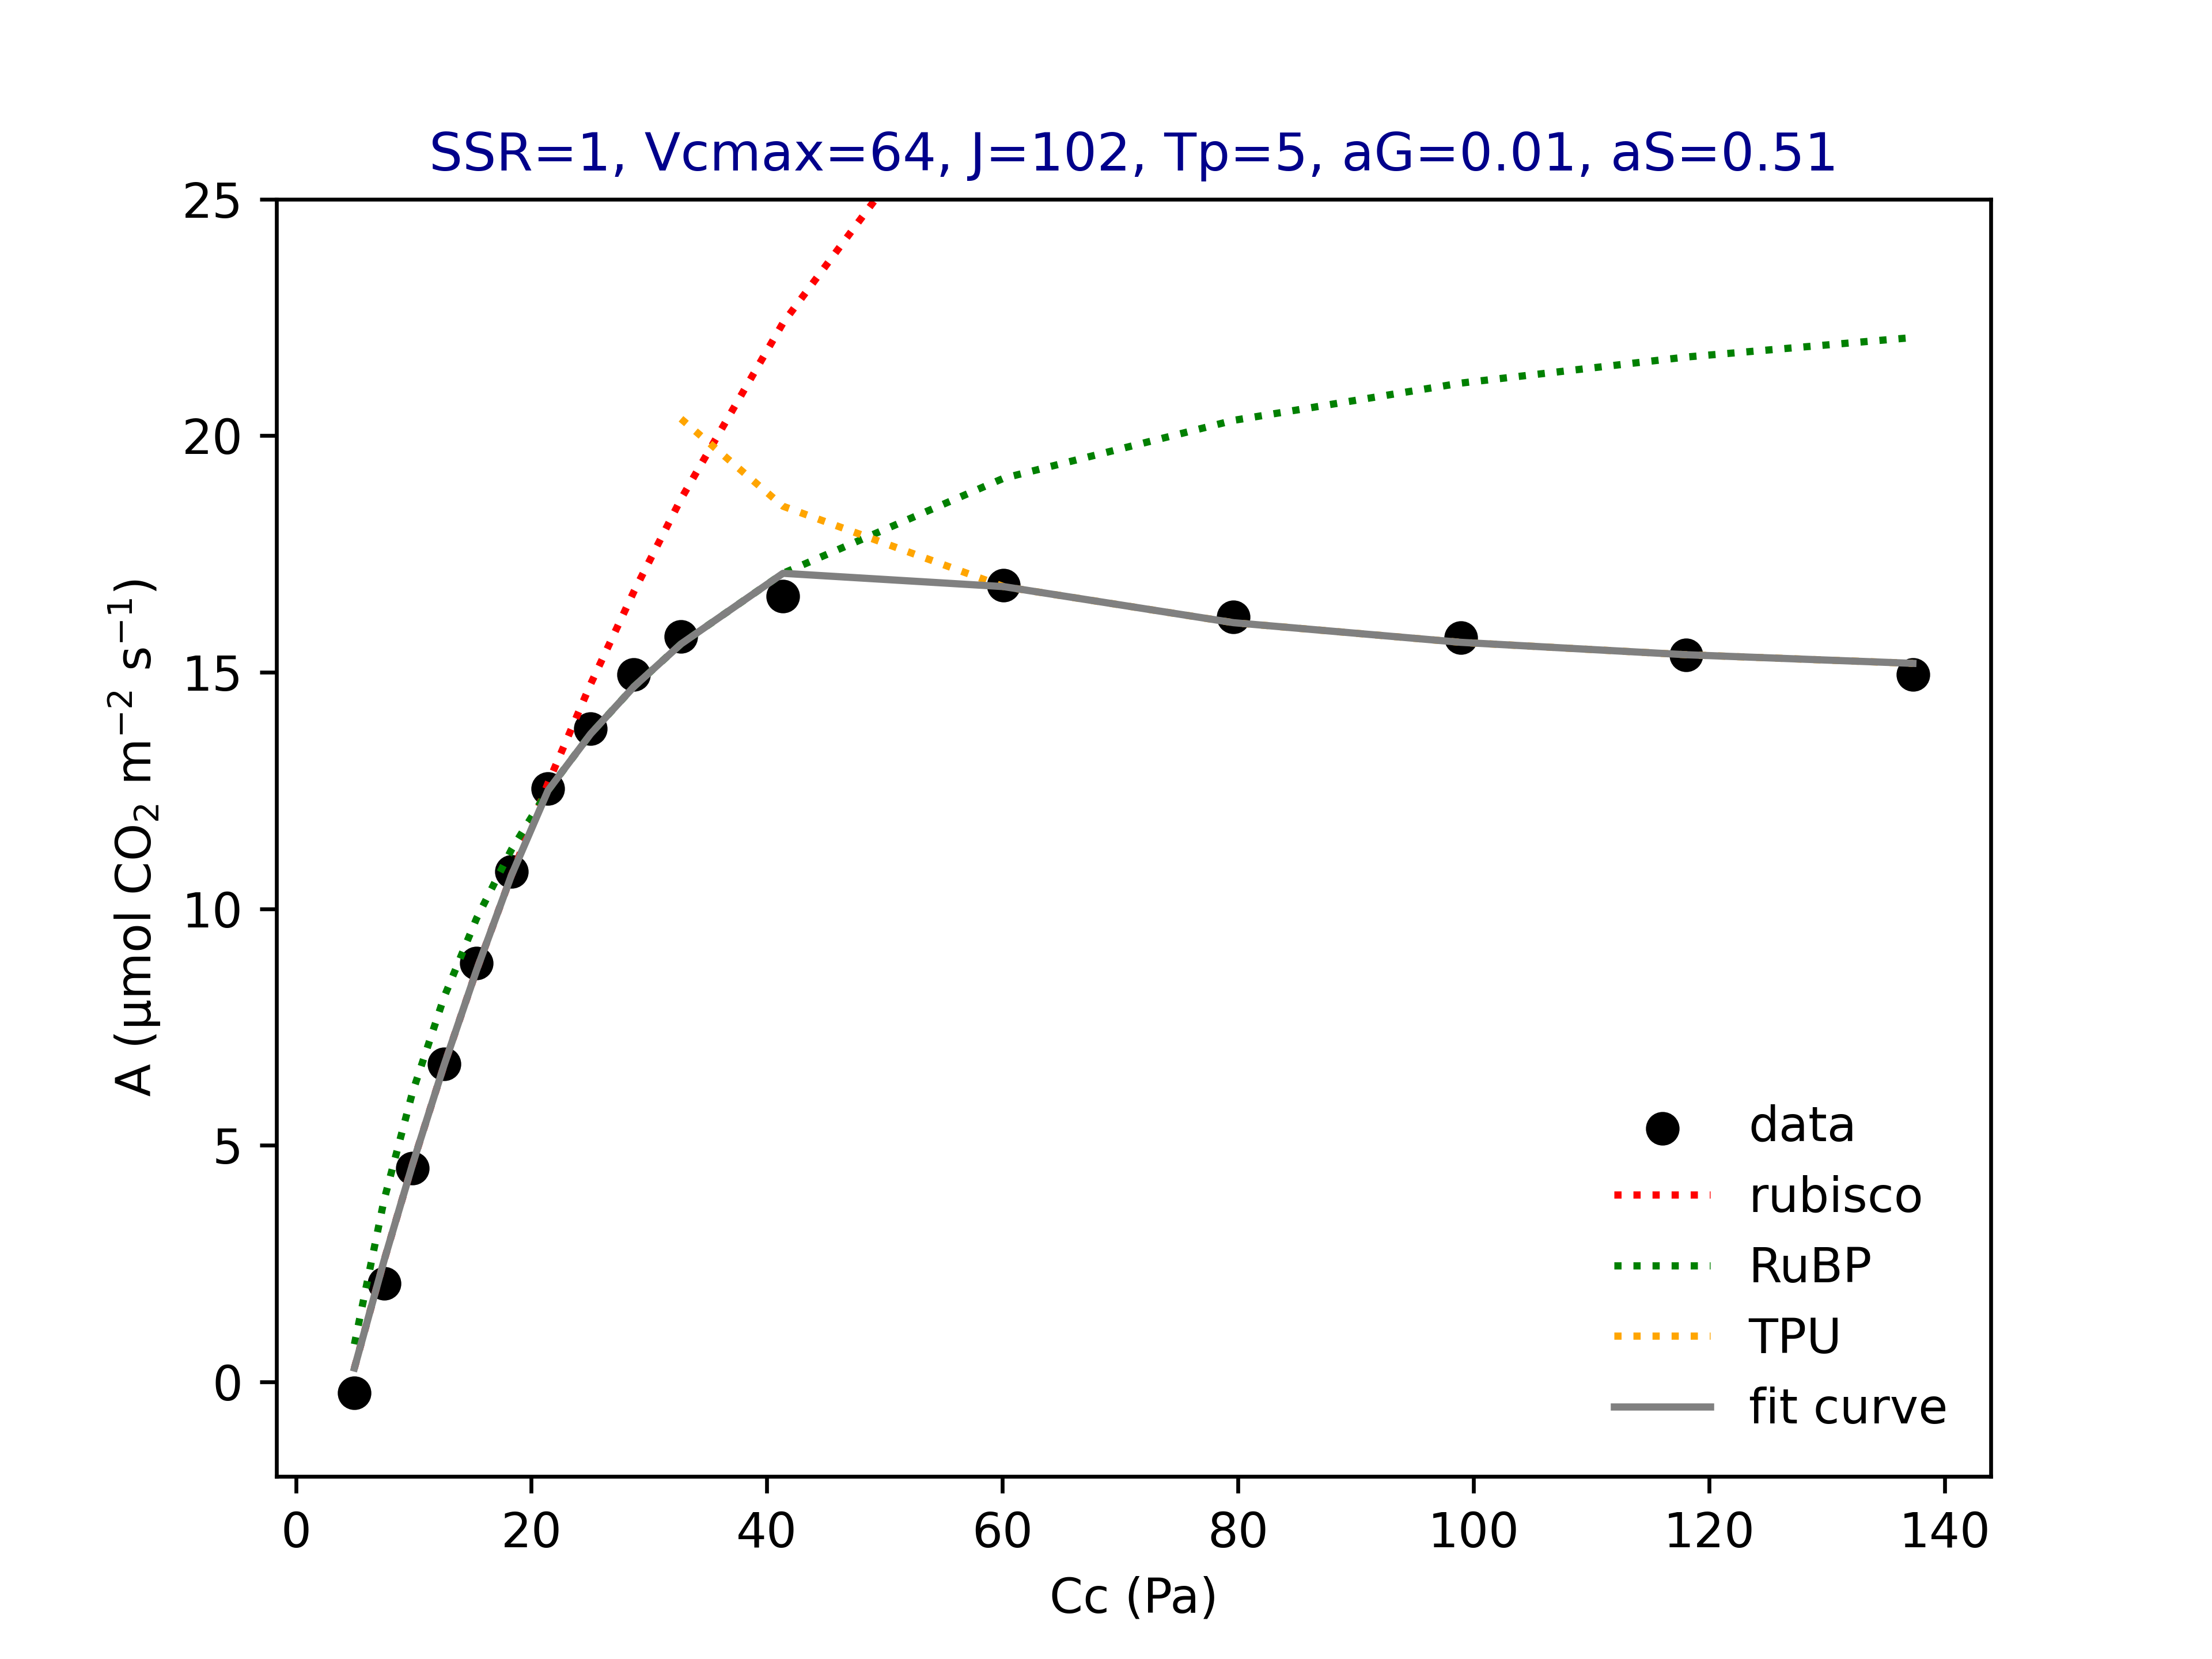 SSR=1, Vcmax=64, J=102, Tp=5, aG=0.01, aS=0.51
25
20
15
10
5
0
A (µmol CO₂ m⁻² s⁻¹)
data
rubisco
RuBP
TPU
fit curve
0 20 40 60 80 100 120 140
Cc (Pa)